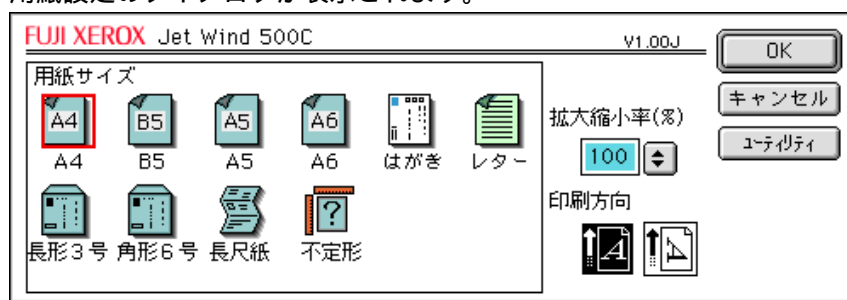 用紙設定のダイアログが表示されます。
FUJI XEROX Jet Wind 500C
V1.00J
OK
用紙サイズ
キャンセル
A4 B5 A5 A6
拡大縮小率(%)
ユーティリティ
A4 B5 A5 A6 はがき レター
100
印刷方向
?
長形3号 角形6号 長尺紙 不定形
A A